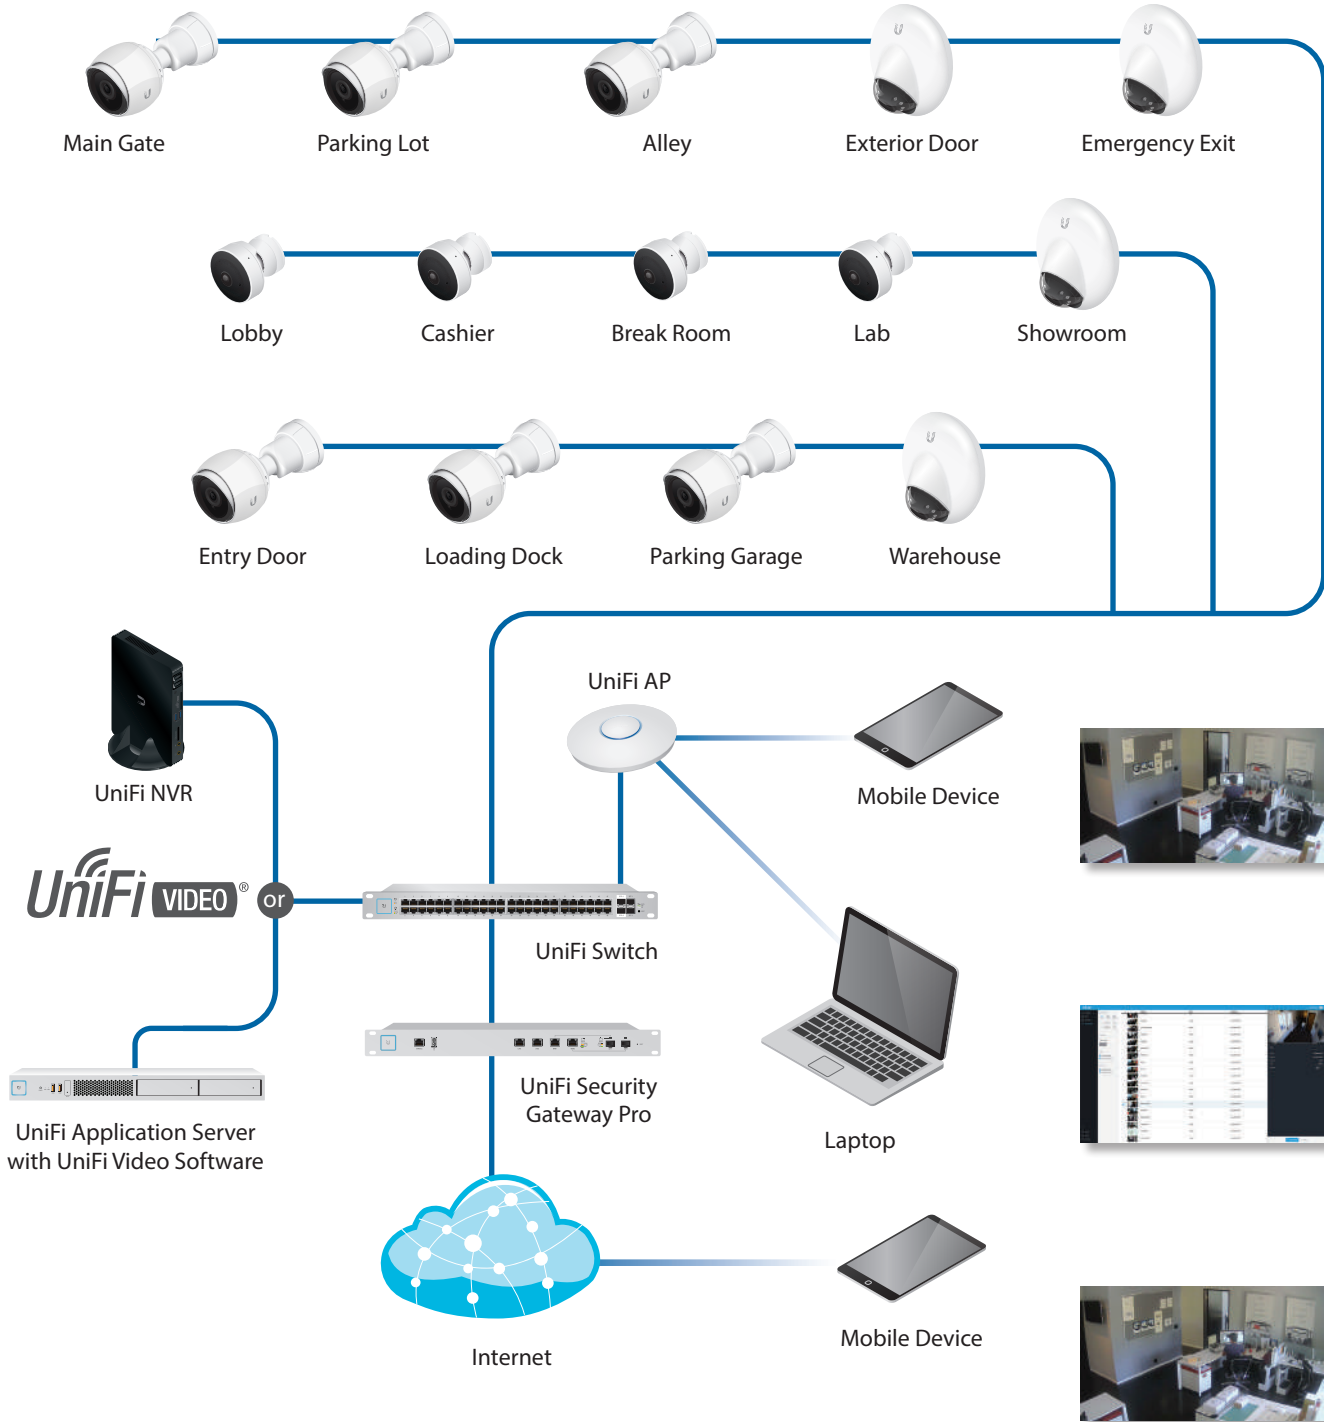 Main Gate
Parking Lot
Alley
Exterior Door
Emergency Exit
Lobby
Cashier
Break Room
Lab
Showroom
Entry Door
Loading Dock
Parking Garage
Warehouse
UniFi AP
UniFi NVR
Mobile Device
UniFi VIDEO®
or
UniFi Switch
UniFi Security
Gateway Pro
UniFi Application Server
with UniFi Video Software
Laptop
Internet
Mobile Device